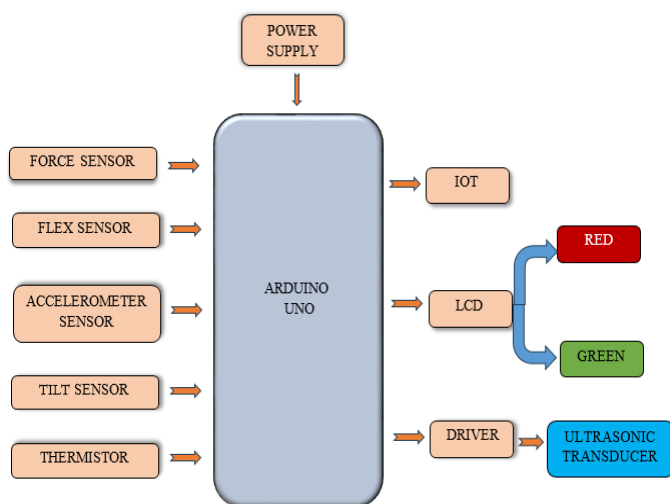 POWER
SUPPLY
FORCE SENSOR
FLEX SENSOR
ACCELEROMETER
SENSOR
TILT SENSOR
THERMISTOR
ARDUINO
UNO
IOT
LCD
RED
GREEN
DRIVER
ULTRASONIC
TRANSDUCER